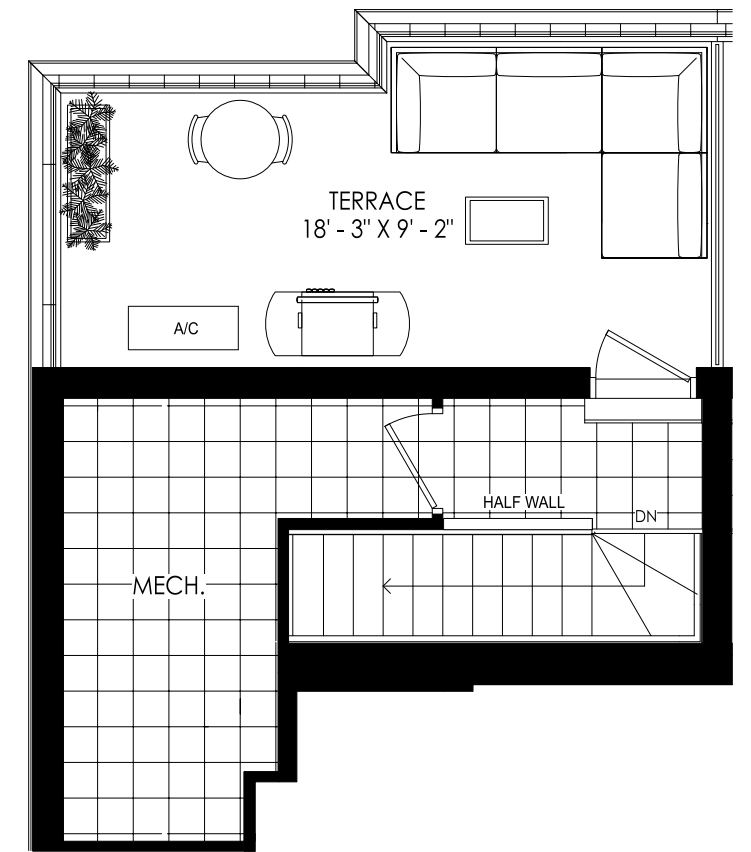 TERRACE
18' - 3" X 9' - 2"
A/C
HALF WALL
DN
MECH.